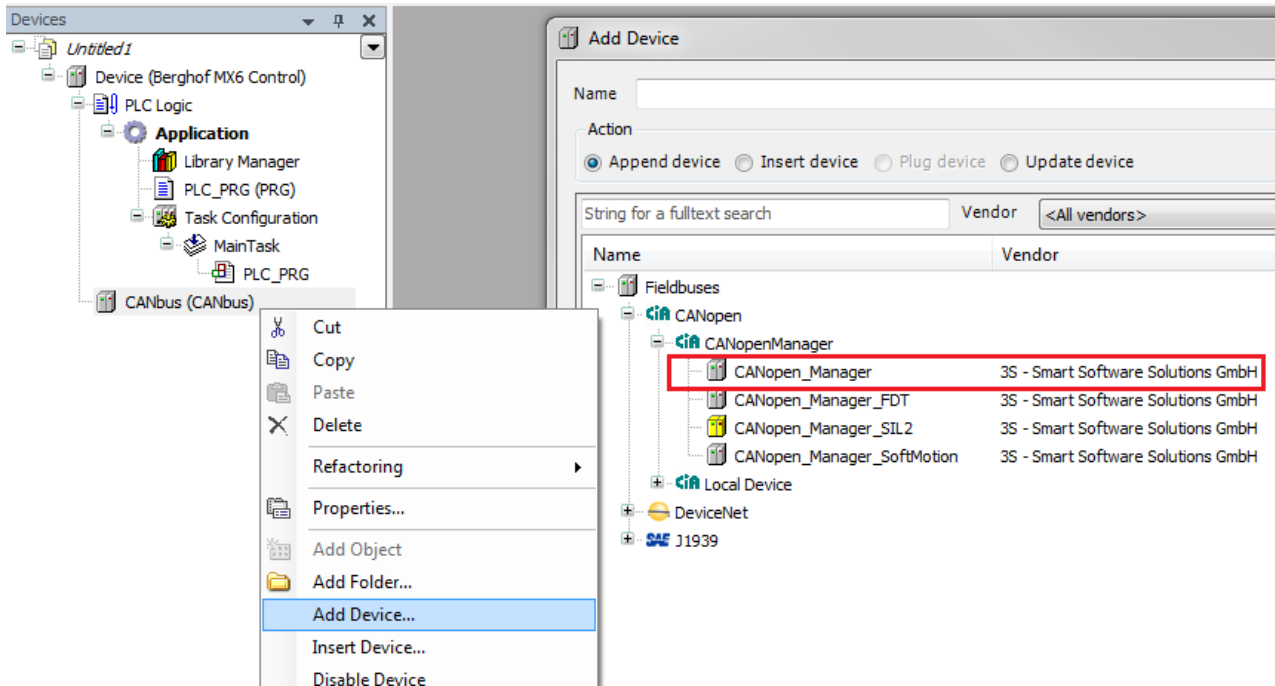 Devices
Untitled1
Device (Berghof MX6 Control)
PLC Logic
Application
Library Manager
PLC_PRG (PRG)
Task Configuration
MainTask
PLC_PRG
CANbus (CANbus)
Cut
Copy
Paste
Delete
Refactoring
Properties...
Add Object
Add Folder...
Add Device...
Insert Device...
Disable Device
Add Device
Name
Action
Append device Insert device Plug device Update device
String for a fulltext search Vendor <All vendors>
Name Vendor
Fieldbuses
CiA CANopen
CiA CANopenManager
CANopen_Manager 3S - Smart Software Solutions GmbH
CANopen_Manager_FDT 3S - Smart Software Solutions GmbH
CANopen_Manager_SIL2 3S - Smart Software Solutions GmbH
CANopen_Manager_SoftMotion 3S - Smart Software Solutions GmbH
CiA Local Device
DeviceNet
SAE J1939